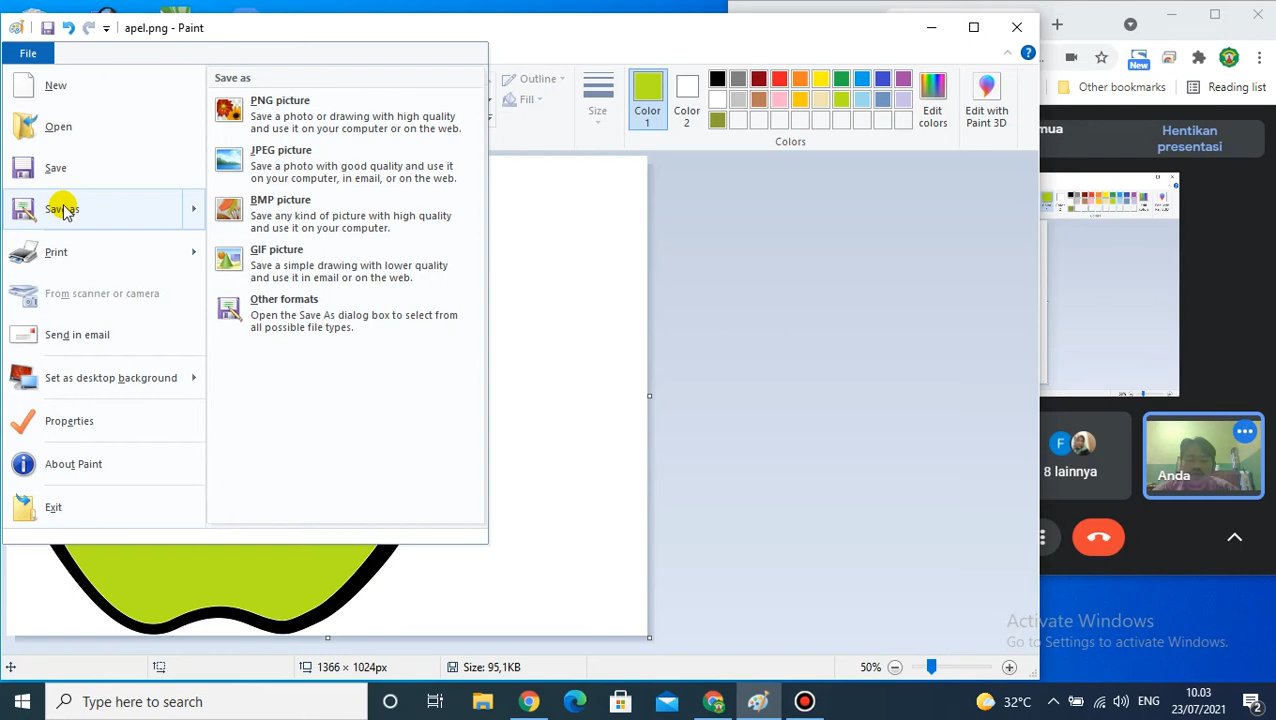 apel.png - Paint
File
New
Open
Save
Save as
Print
From scanner or camera
Send in email
Set as desktop background
Properties
About Paint
Exit
Save as
PNG picture
Save a photo or drawing with high quality
and use it on your computer or on the web.
JPEG picture
Save a photo with good quality and use it
on your computer, in email, or on the web.
BMP picture
Save any kind of picture with high quality
and use it on your computer.
GIF picture
Save a simple drawing with lower quality
and use it in email or on the web.
Other formats
Open the Save As dialog box to select from
all possible file types.
Outline
Fill
Size
Color
1
Color
2
Edit
colors
Edit with
Paint 3D
Colors
New
Other bookmarks
Reading list
mua
Hentikan
presentasi
F
8 lainnya
Anda
Activate Windows
Go to Settings to activate Windows.
1366 × 1024px
Size: 95,1KB
50%
Type here to search
32°C
ENG
10.03
23/07/2021
2